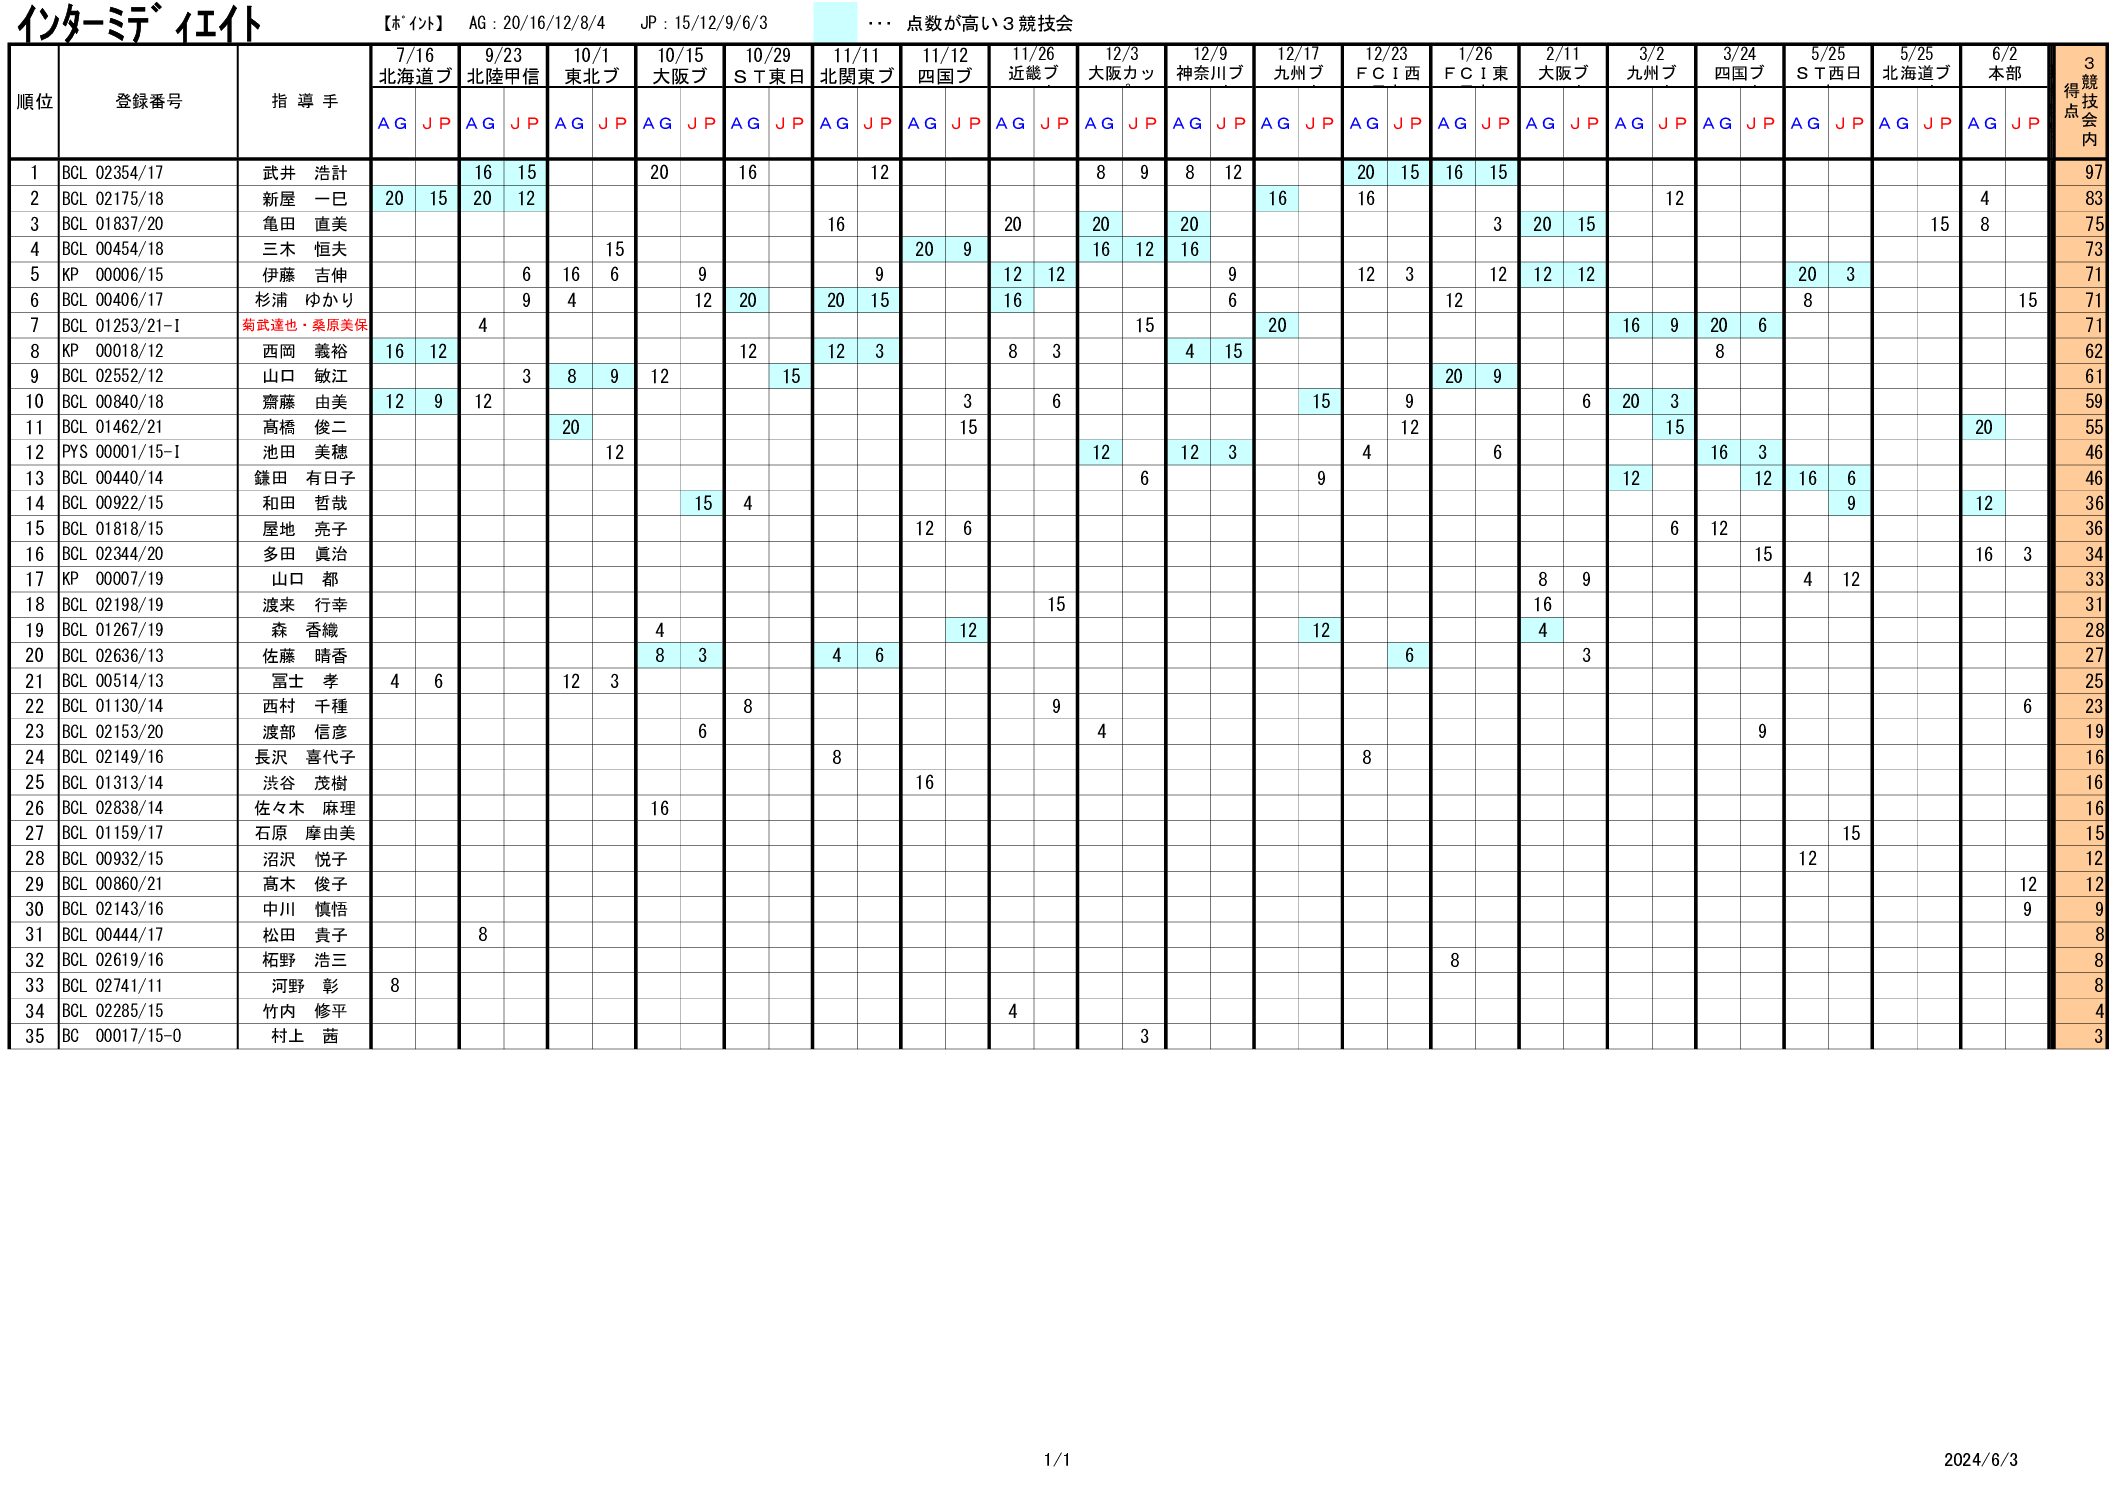 インターミディエイト 【ﾎﾟｲﾝﾄ】 AG：20/16/12/8/4 JP：15/12/9/6/3 … 点数が高い３競技会
順位 登録番号 指 導 手 7/16 9/23 10/1 10/15 10/29 11/11 11/12 11/26 12/3 12/9 12/17 12/23 1/26 2/11 3/2 3/24 5/25 5/25 6/2 ３競技会内得点
北海道ブ 北陸甲信 東北ブ 大阪ブ ＳＴ東日 北関東ブ 四国ブ 近畿ブ 大阪カッ 神奈川ブ 九州ブ ＦＣＩ西 ＦＣＩ東 大阪ブ 九州ブ 四国ブ ＳＴ西日 北海道ブ 本部
ＡＧ ＪＰ ＡＧ ＪＰ ＡＧ ＪＰ ＡＧ ＪＰ ＡＧ ＪＰ ＡＧ ＪＰ ＡＧ ＪＰ ＡＧ ＪＰ ＡＧ ＪＰ ＡＧ ＪＰ ＡＧ ＪＰ ＡＧ ＪＰ ＡＧ ＪＰ ＡＧ ＪＰ ＡＧ ＪＰ ＡＧ ＪＰ ＡＧ ＪＰ ＡＧ ＪＰ ＡＧ ＪＰ
1 BCL 02354/17 武井　浩計 16 15 20 16 12 8 9 8 12 20 15 16 15 97
2 BCL 02175/18 新屋　一巳 20 15 20 12 16 16 12 4 83
3 BCL 01837/20 亀田　直美 16 20 20 20 3 20 15 15 8 75
4 BCL 00454/18 三木　恒夫 15 20 9 16 12 16 73
5 KP 00006/15 伊藤　吉伸 6 16 6 9 9 12 12 9 12 3 12 12 12 20 3 71
6 BCL 00406/17 杉浦　ゆかり 9 4 12 20 20 15 16 6 12 8 15 71
7 BCL 01253/21-I 菊武達也・桑原美保 4 15 20 16 9 20 6 71
8 KP 00018/12 西岡　義裕 16 12 12 12 3 8 3 4 15 8 62
9 BCL 02552/12 山口　敏江 3 8 9 12 15 20 9 61
10 BCL 00840/18 齋藤　由美 12 9 12 3 6 15 9 6 20 3 59
11 BCL 01462/21 髙橋　俊二 20 15 12 15 20 55
12 PYS 00001/15-I 池田　美穂 12 12 12 3 4 6 16 3 46
13 BCL 00440/14 鎌田　有日子 6 9 12 12 16 6 46
14 BCL 00922/15 和田　哲哉 15 4 9 12 36
15 BCL 01818/15 屋地　亮子 12 6 6 12 36
16 BCL 02344/20 多田　眞治 15 16 3 34
17 KP 00007/19 山口　都 8 9 4 12 33
18 BCL 02198/19 渡来　行幸 15 16 31
19 BCL 01267/19 森　香織 4 12 12 4 28
20 BCL 02636/13 佐藤　晴香 8 3 4 6 6 3 27
21 BCL 00514/13 冨士　孝 4 6 12 3 25
22 BCL 01130/14 西村　千種 8 9 6 23
23 BCL 02153/20 渡部　信彦 6 4 9 19
24 BCL 02149/16 長沢　喜代子 8 8 16
25 BCL 01313/14 渋谷　茂樹 16 16
26 BCL 02838/14 佐々木　麻理 16 16
27 BCL 01159/17 石原　摩由美 15 15
28 BCL 00932/15 沼沢　悦子 12 12
29 BCL 00860/21 髙木　俊子 12 12
30 BCL 02143/16 中川　慎悟 9 9
31 BCL 00444/17 松田　貴子 8 8
32 BCL 02619/16 柘野　浩三 8 8
33 BCL 02741/11 河野　彰 8 8
34 BCL 02285/15 竹内　修平 4 4
35 BC 00017/15-0 村上　茜 3 3
1/1 2024/6/3